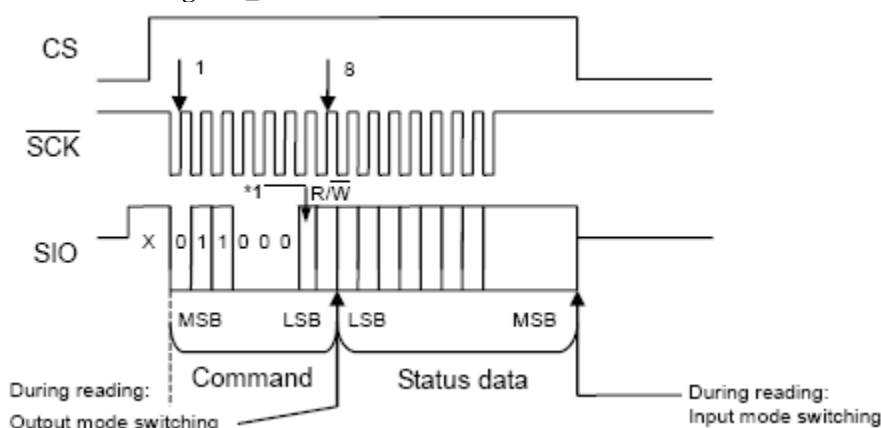 CS
1
8
SCK
*1
R/W
SIO
X 0 1 1 0 0 0
MSB LSB LSB MSB
Command
Status data
During reading:
Output mode switching
During reading:
Input mode switching